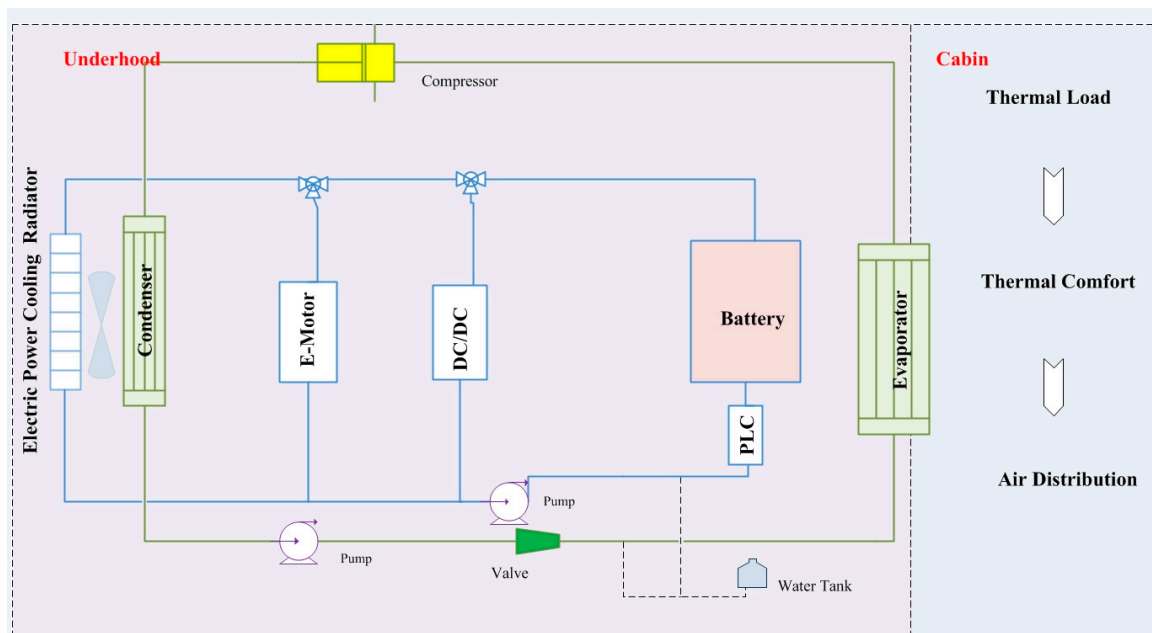 Underhood
Cabin
Compressor
Thermal Load
Electric Power Cooling Radiator
Condenser
E-Motor
DC/DC
Battery
Evaporator
Thermal Comfort
PLC
Air Distribution
Pump
Pump
Valve
Water Tank